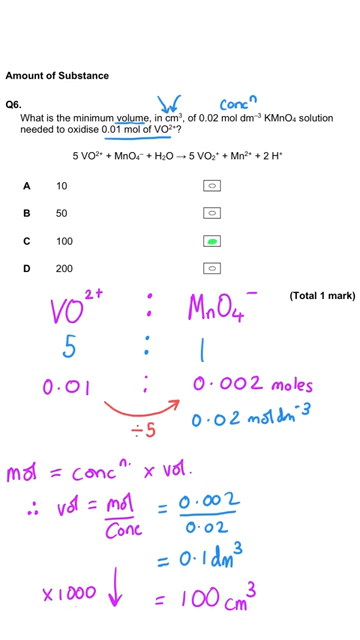 Amount of Substance
Q6.
concⁿ
What is the minimum volume, in cm³, of 0.02 mol dm⁻³ KMnO₄ solution
needed to oxidise 0.01 mol of VO²⁺?
5 VO²⁺ + MnO₄⁻ + H₂O → 5 VO₂⁺ + Mn²⁺ + 2 H⁺
A 10
B 50
C 100
D 200
(Total 1 mark)
VO²⁺ : MnO₄⁻
5 : 1
0.01 : 0.002 moles
÷5 0.02 mol dm⁻³
mol = concⁿ· x vol.
∴ vol = mol/Conc = 0.002/0.02
= 0.1 dm³
x1000 = 100 cm³